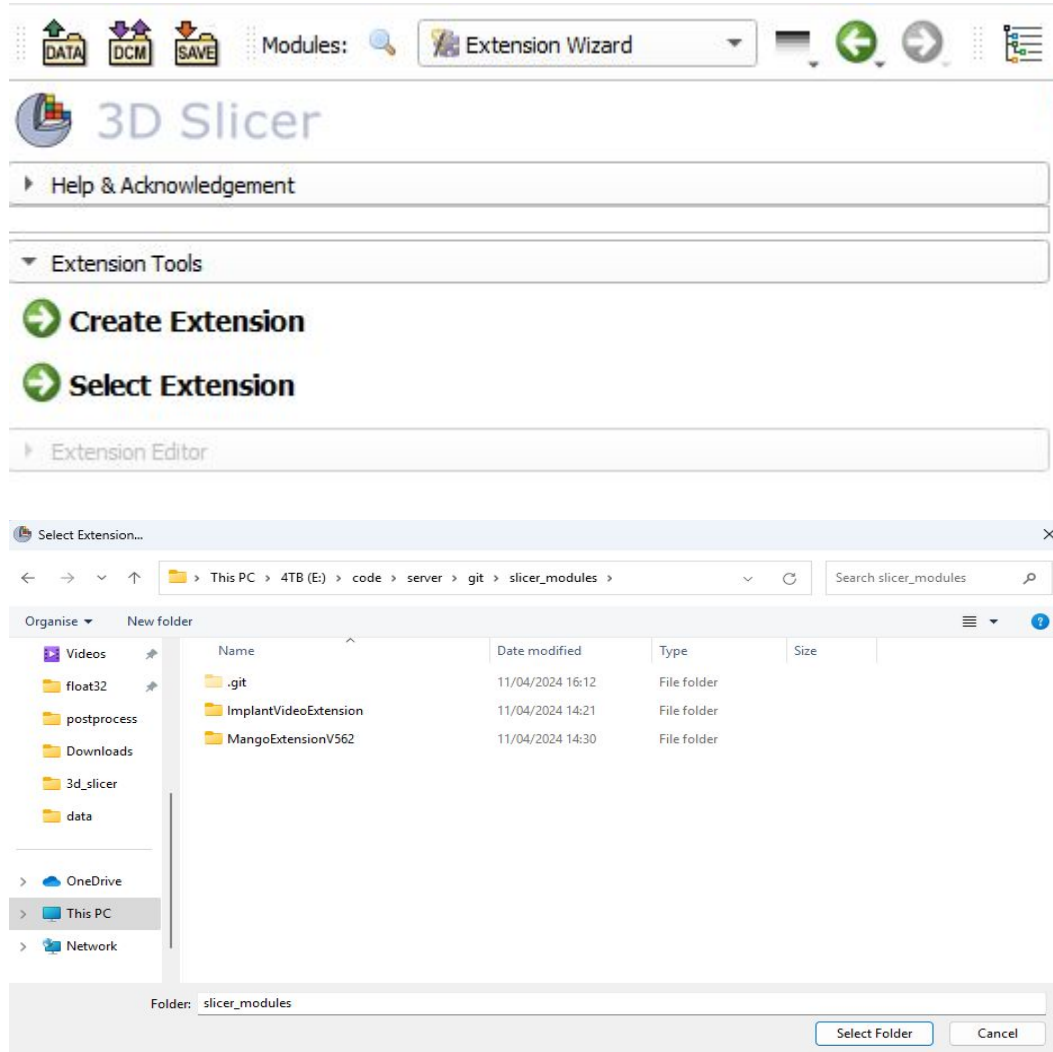 DATA DCM SAVE Modules: Extension Wizard
3D Slicer
Help & Acknowledgement
Extension Tools
Create Extension
Select Extension
Extension Editor
Select Extension...
This PC > 4TB (E:) > code > server > git > slicer_modules > Search slicer_modules
Organise New folder
Name Date modified Type Size
Videos
float32
postprocess
Downloads
3d_slicer
data
OneDrive
This PC
Network
.git 11/04/2024 16:12 File folder
ImplantVideoExtension 11/04/2024 14:21 File folder
MangoExtensionV562 11/04/2024 14:30 File folder
Folder: slicer_modules
Select Folder Cancel